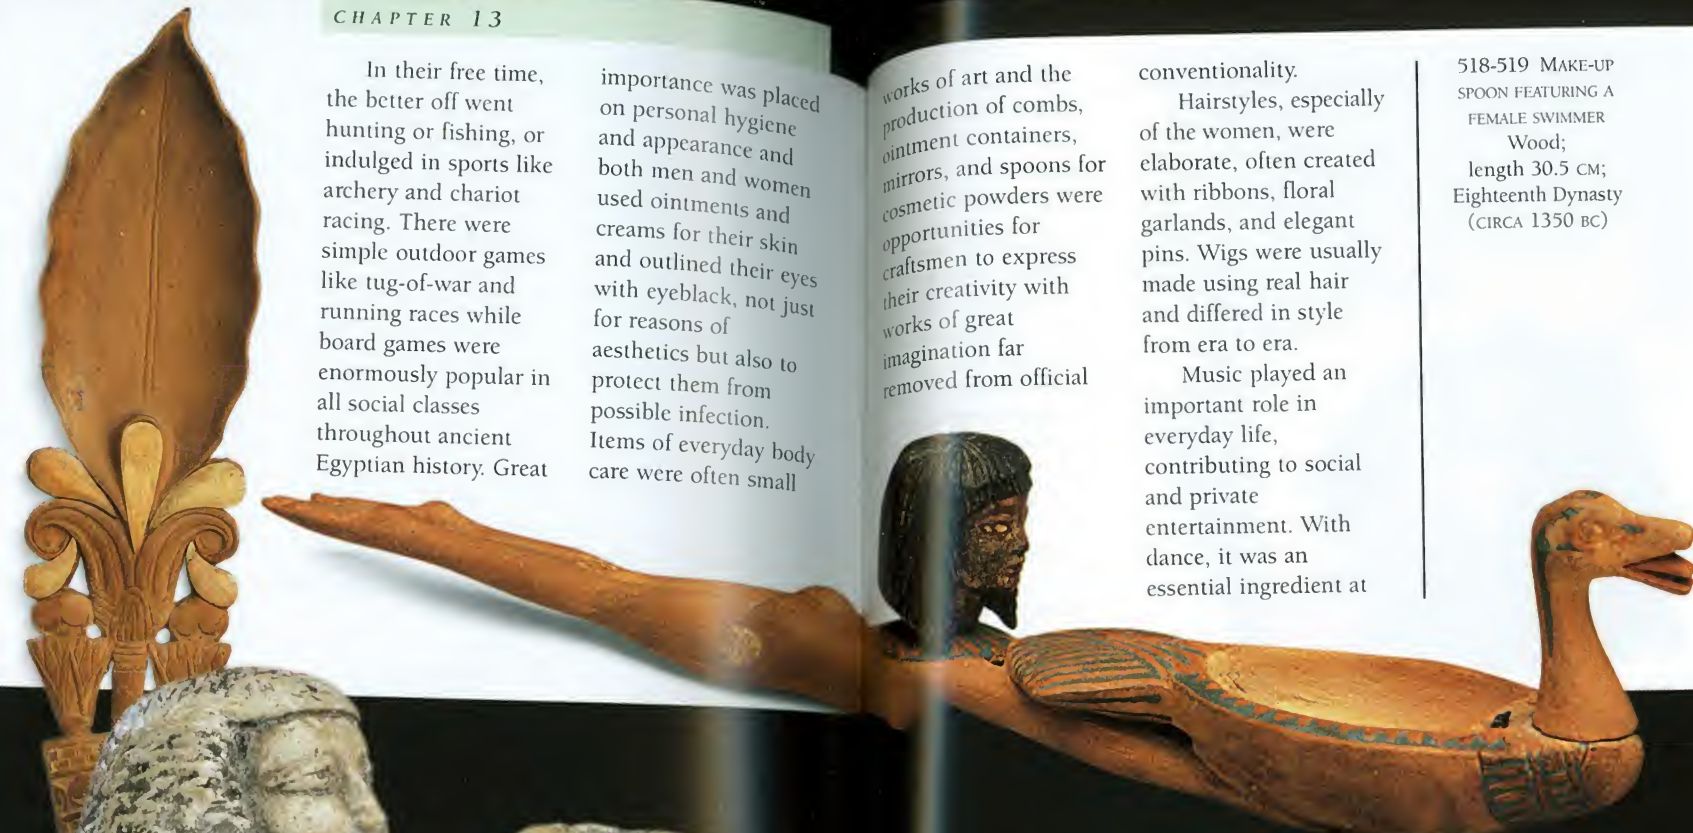 CHAPTER 13
In their free time,
the better off went
hunting or fishing, or
indulged in sports like
archery and chariot
racing. There were
simple outdoor games
like tug-of-war and
running races while
board games were
enormously popular in
all social classes
throughout ancient
Egyptian history. Great
importance was placed
on personal hygiene
and appearance and
both men and women
used ointments and
creams for their skin
and outlined their eyes
with eyeblack, not just
for reasons of
aesthetics but also to
protect them from
possible infection.
Items of everyday body
care were often small
works of art and the
production of combs,
ointment containers,
mirrors, and spoons for
cosmetic powders were
opportunities for
craftsmen to express
their creativity with
works of great
imagination far
removed from official
conventionality.
Hairstyles, especially
of the women, were
elaborate, often created
with ribbons, floral
garlands, and elegant
pins. Wigs were usually
made using real hair
and differed in style
from era to era.
Music played an
important role in
everyday life,
contributing to social
and private
entertainment. With
dance, it was an
essential ingredient at
518-519 MAKE-UP
SPOON FEATURING A
FEMALE SWIMMER
Wood;
length 30.5 CM;
Eighteenth Dynasty
(CIRCA 1350 BC)